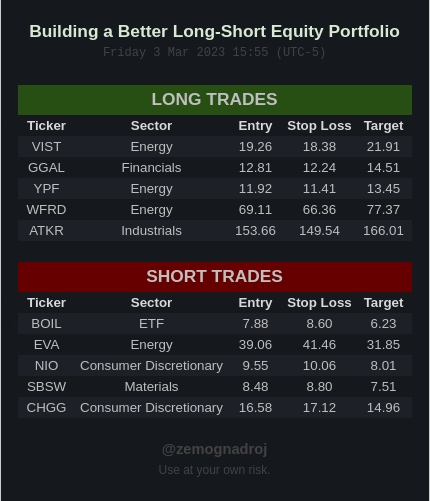 Building a Better Long-Short Equity Portfolio
Friday 3 Mar 2023 15:55 (UTC-5)
LONG TRADES
Ticker Sector Entry Stop Loss Target
VIST Energy 19.26 18.38 21.91
GGAL Financials 12.81 12.24 14.51
YPF Energy 11.92 11.41 13.45
WFRD Energy 69.11 66.36 77.37
ATKR Industrials 153.66 149.54 166.01
SHORT TRADES
Ticker Sector Entry Stop Loss Target
BOIL ETF 7.88 8.60 6.23
EVA Energy 39.06 41.46 31.85
NIO Consumer Discretionary 9.55 10.06 8.01
SBSW Materials 8.48 8.80 7.51
CHGG Consumer Discretionary 16.58 17.12 14.96
@zemognadroj
Use at your own risk.